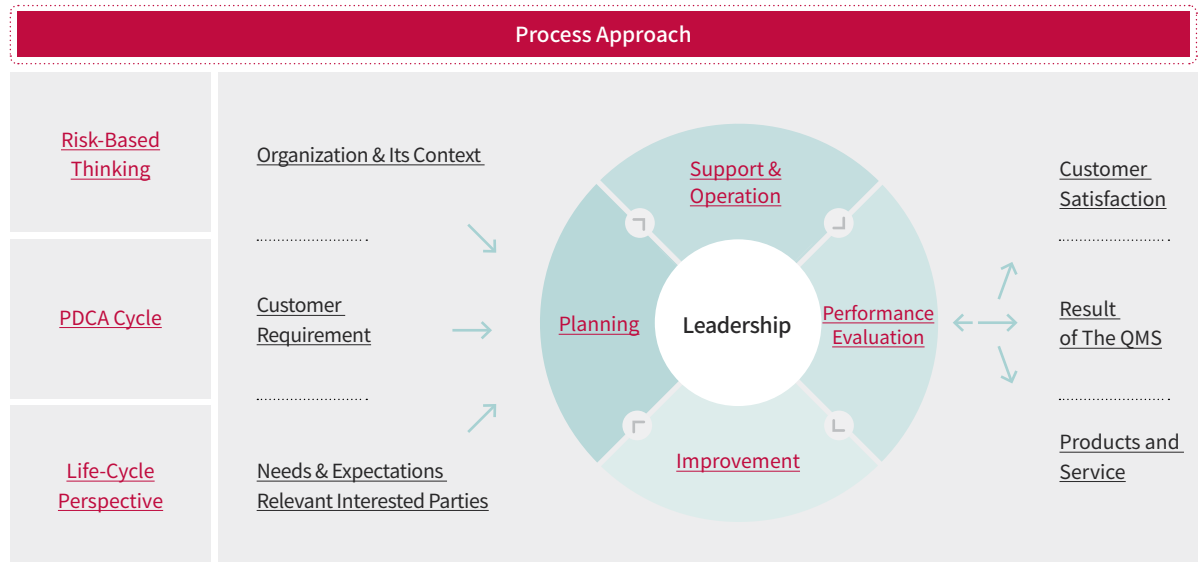 Process Approach
Risk-Based
Thinking
PDCA Cycle
Life-Cycle
Perspective
Organization & Its Context
Customer
Requirement
Needs & Expectations
Relevant Interested Parties
Support &
Operation
Planning
Leadership
Performance
Evaluation
Improvement
Customer
Satisfaction
Result
of The QMS
Products and
Service